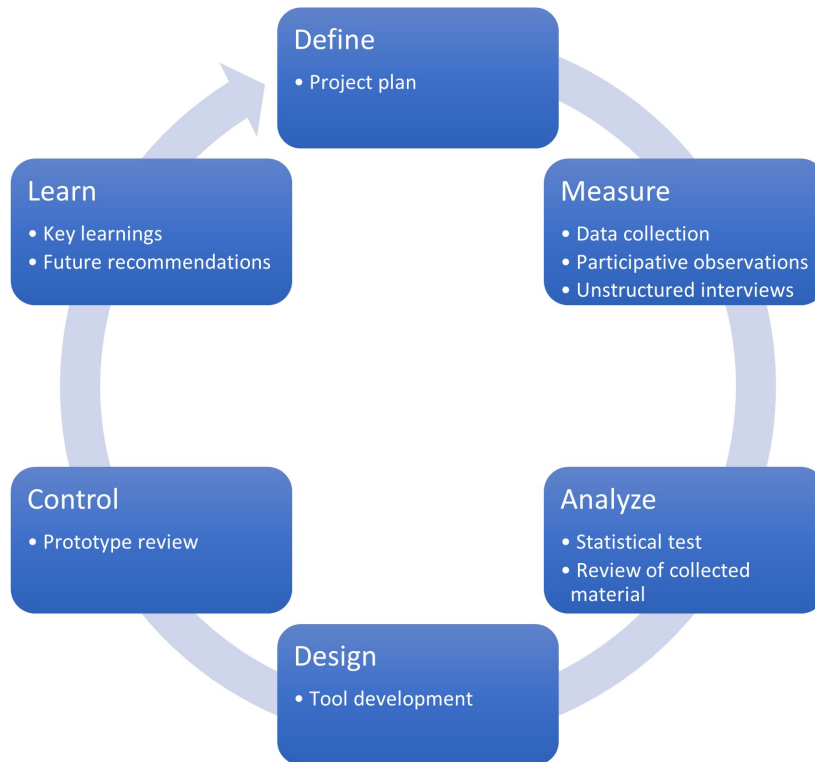 Define
• Project plan
Measure
• Data collection
• Participative observations
• Unstructured interviews
Analyze
• Statistical test
• Review of collected
material
Design
• Tool development
Control
• Prototype review
Learn
• Key learnings
• Future recommendations